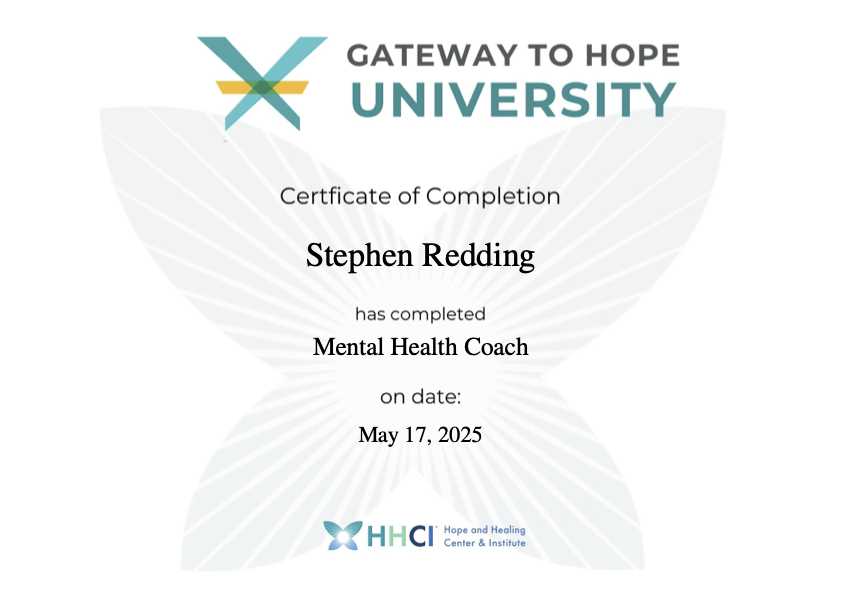 GATEWAY TO HOPE
UNIVERSITY
Certficate of Completion
Stephen Redding
has completed
Mental Health Coach
on date:
May 17, 2025
HHCI Hope and Healing
Center & Institute